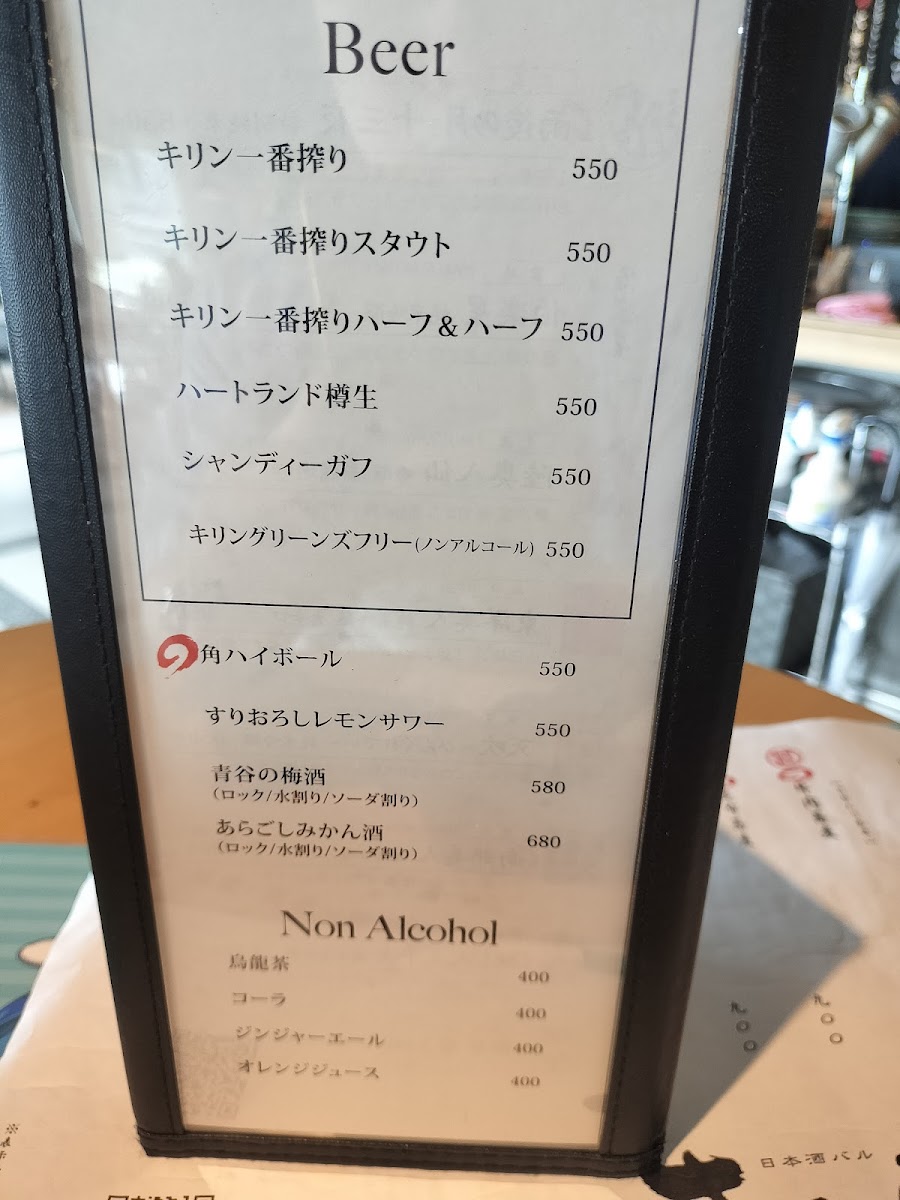 Beer
キリン一番搾り 550
キリン一番搾りスタウト 550
キリン一番搾りハーフ＆ハーフ 550
ハートランド樽生 550
シャンディーガフ 550
キリングリーンズフリー(ノンアルコール) 550
角ハイボール 550
すりおろしレモンサワー 550
青谷の梅酒 580
（ロック/水割り/ソーダ割り）
あらごしみかん酒 680
（ロック/水割り/ソーダ割り）
Non Alcohol
烏龍茶 400
コーラ 400
ジンジャーエール 400
オレンジジュース 400
九〇〇
九〇〇
日本酒バル